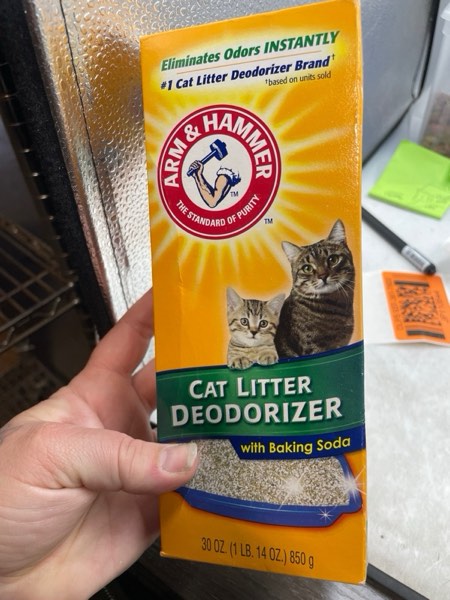 Eliminates Odors INSTANTLY
#1 Cat Litter Deodorizer Brand†
†based on units sold
ARM & HAMMER
THE STANDARD OF PURITY
TM
TM
CAT LITTER
DEODORIZER
with Baking Soda
30 OZ. (1 LB. 14 OZ.) 850 g